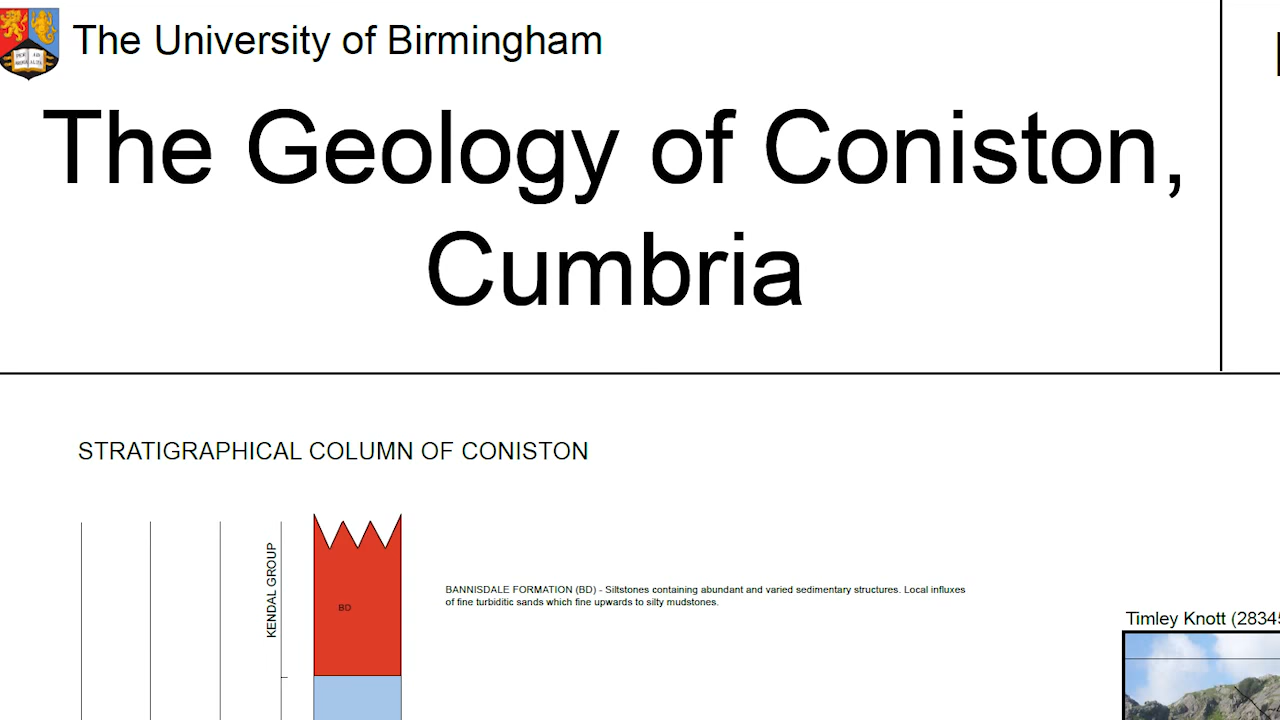 The University of Birmingham
The Geology of Coniston,
Cumbria
STRATIGRAPHICAL COLUMN OF CONISTON
KENDAL GROUP
BD
BANNISDALE FORMATION (BD) - Siltstones containing abundant and varied sedimentary structures. Local influxes
of fine turbiditic sands which fine upwards to silty mudstones.
Timley Knott (28345